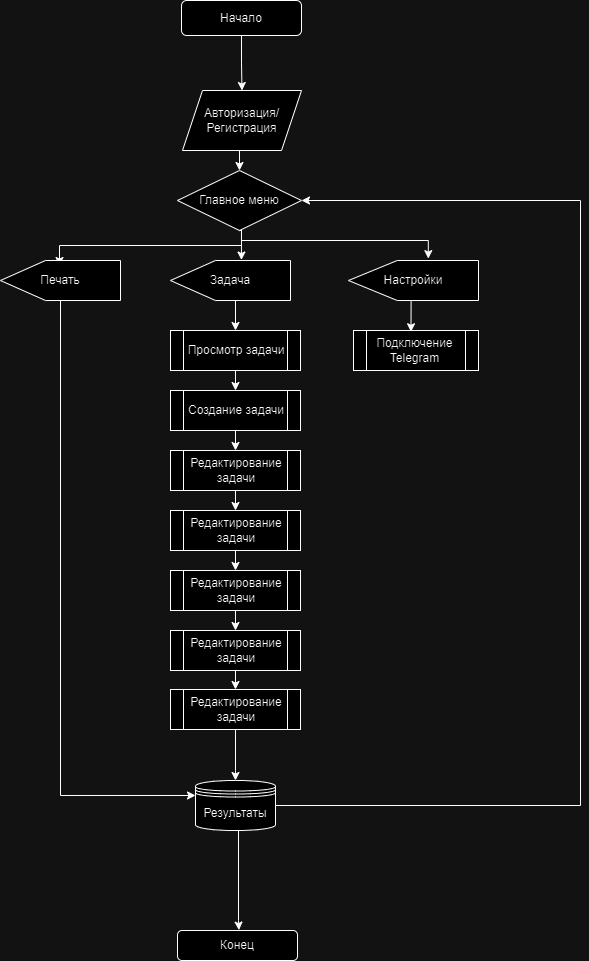 Начало
Авторизация/
Регистрация
Главное меню
Печать
Задача
Настройки
Просмотр задачи
Подключение
Telegram
Создание задачи
Редактирование
задачи
Редактирование
задачи
Редактирование
задачи
Редактирование
задачи
Редактирование
задачи
Результаты
Конец